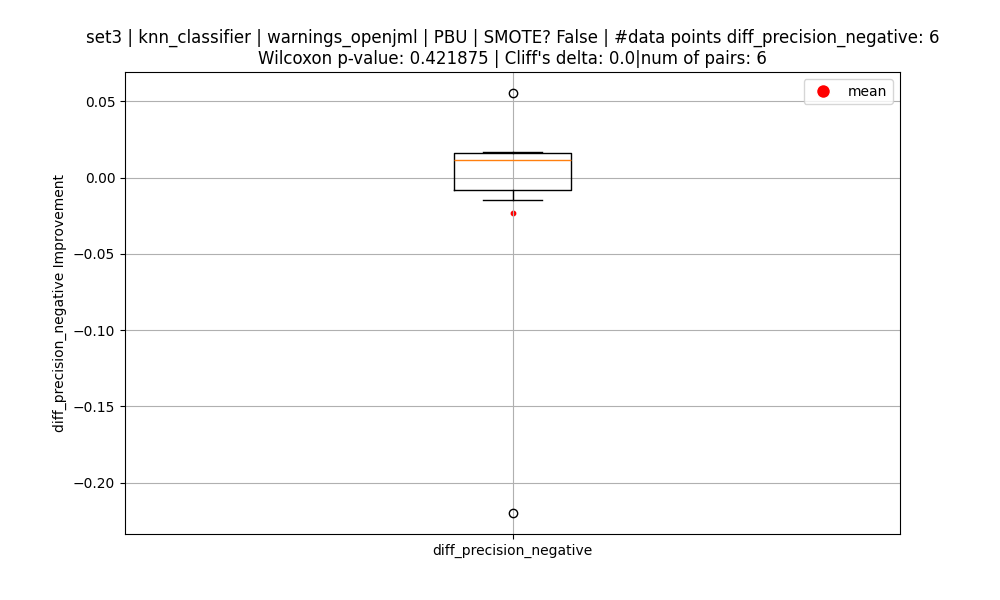 set3 | knn_classifier | warnings_openjml | PBU | SMOTE? False | #data points diff_precision_negative: 6
Wilcoxon p-value: 0.421875 | Cliff's delta: 0.0|num of pairs: 6
mean
0.05
0.00
−0.05
−0.10
−0.15
−0.20
diff_precision_negative Improvement
diff_precision_negative